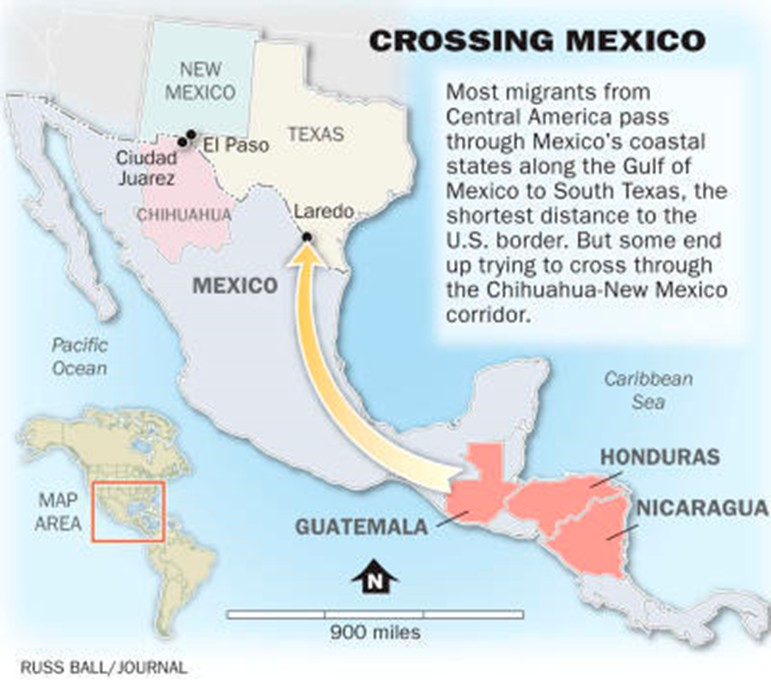 CROSSING MEXICO
Most migrants from
Central America pass
through Mexico's coastal
states along the Gulf of
Mexico to South Texas, the
shortest distance to the
U.S. border. But some end
up trying to cross through
the Chihuahua-New Mexico
corridor.
NEW
MEXICO
TEXAS
El Paso
Ciudad
Juarez
CHIHUAHUA
Laredo
MEXICO
Pacific
Ocean
Caribbean
Sea
HONDURAS
NICARAGUA
GUATEMALA
MAP
AREA
N
900 miles
RUSS BALL/JOURNAL